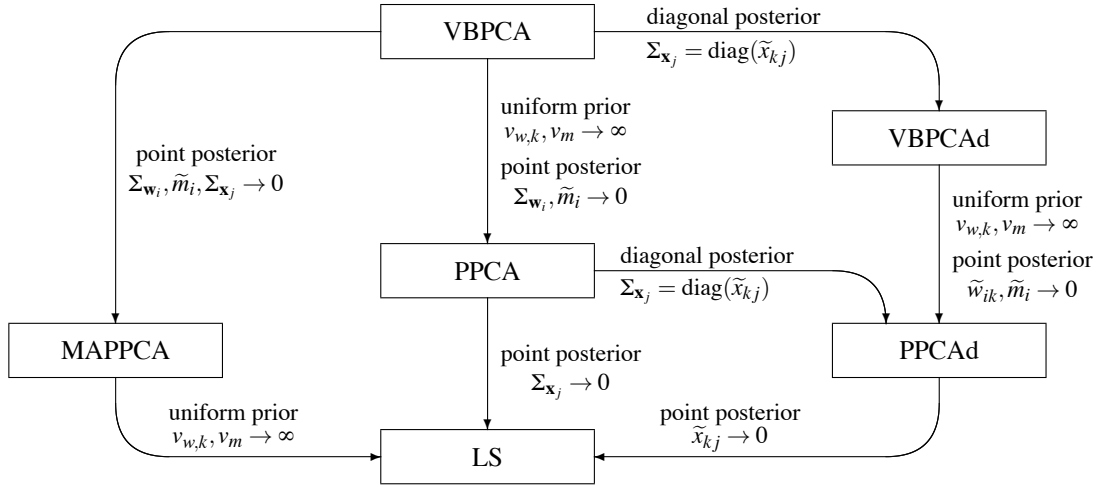 VBPCA
diagonal posterior
Σ_{𝐱_j} = diag(x̃_{kj})
uniform prior
v_{w,k}, v_m → ∞
point posterior
Σ_{𝐰_i}, m̃_i → 0
point posterior
Σ_{𝐰_i}, m̃_i, Σ_{𝐱_j} → 0
VBPCAd
uniform prior
v_{w,k}, v_m → ∞
point posterior
w̃_{ik}, m̃_i → 0
PPCA
diagonal posterior
Σ_{𝐱_j} = diag(x̃_{kj})
MAPPCA
PPCAd
point posterior
Σ_{𝐱_j} → 0
uniform prior
v_{w,k}, v_m → ∞
point posterior
x̃_{kj} → 0
LS